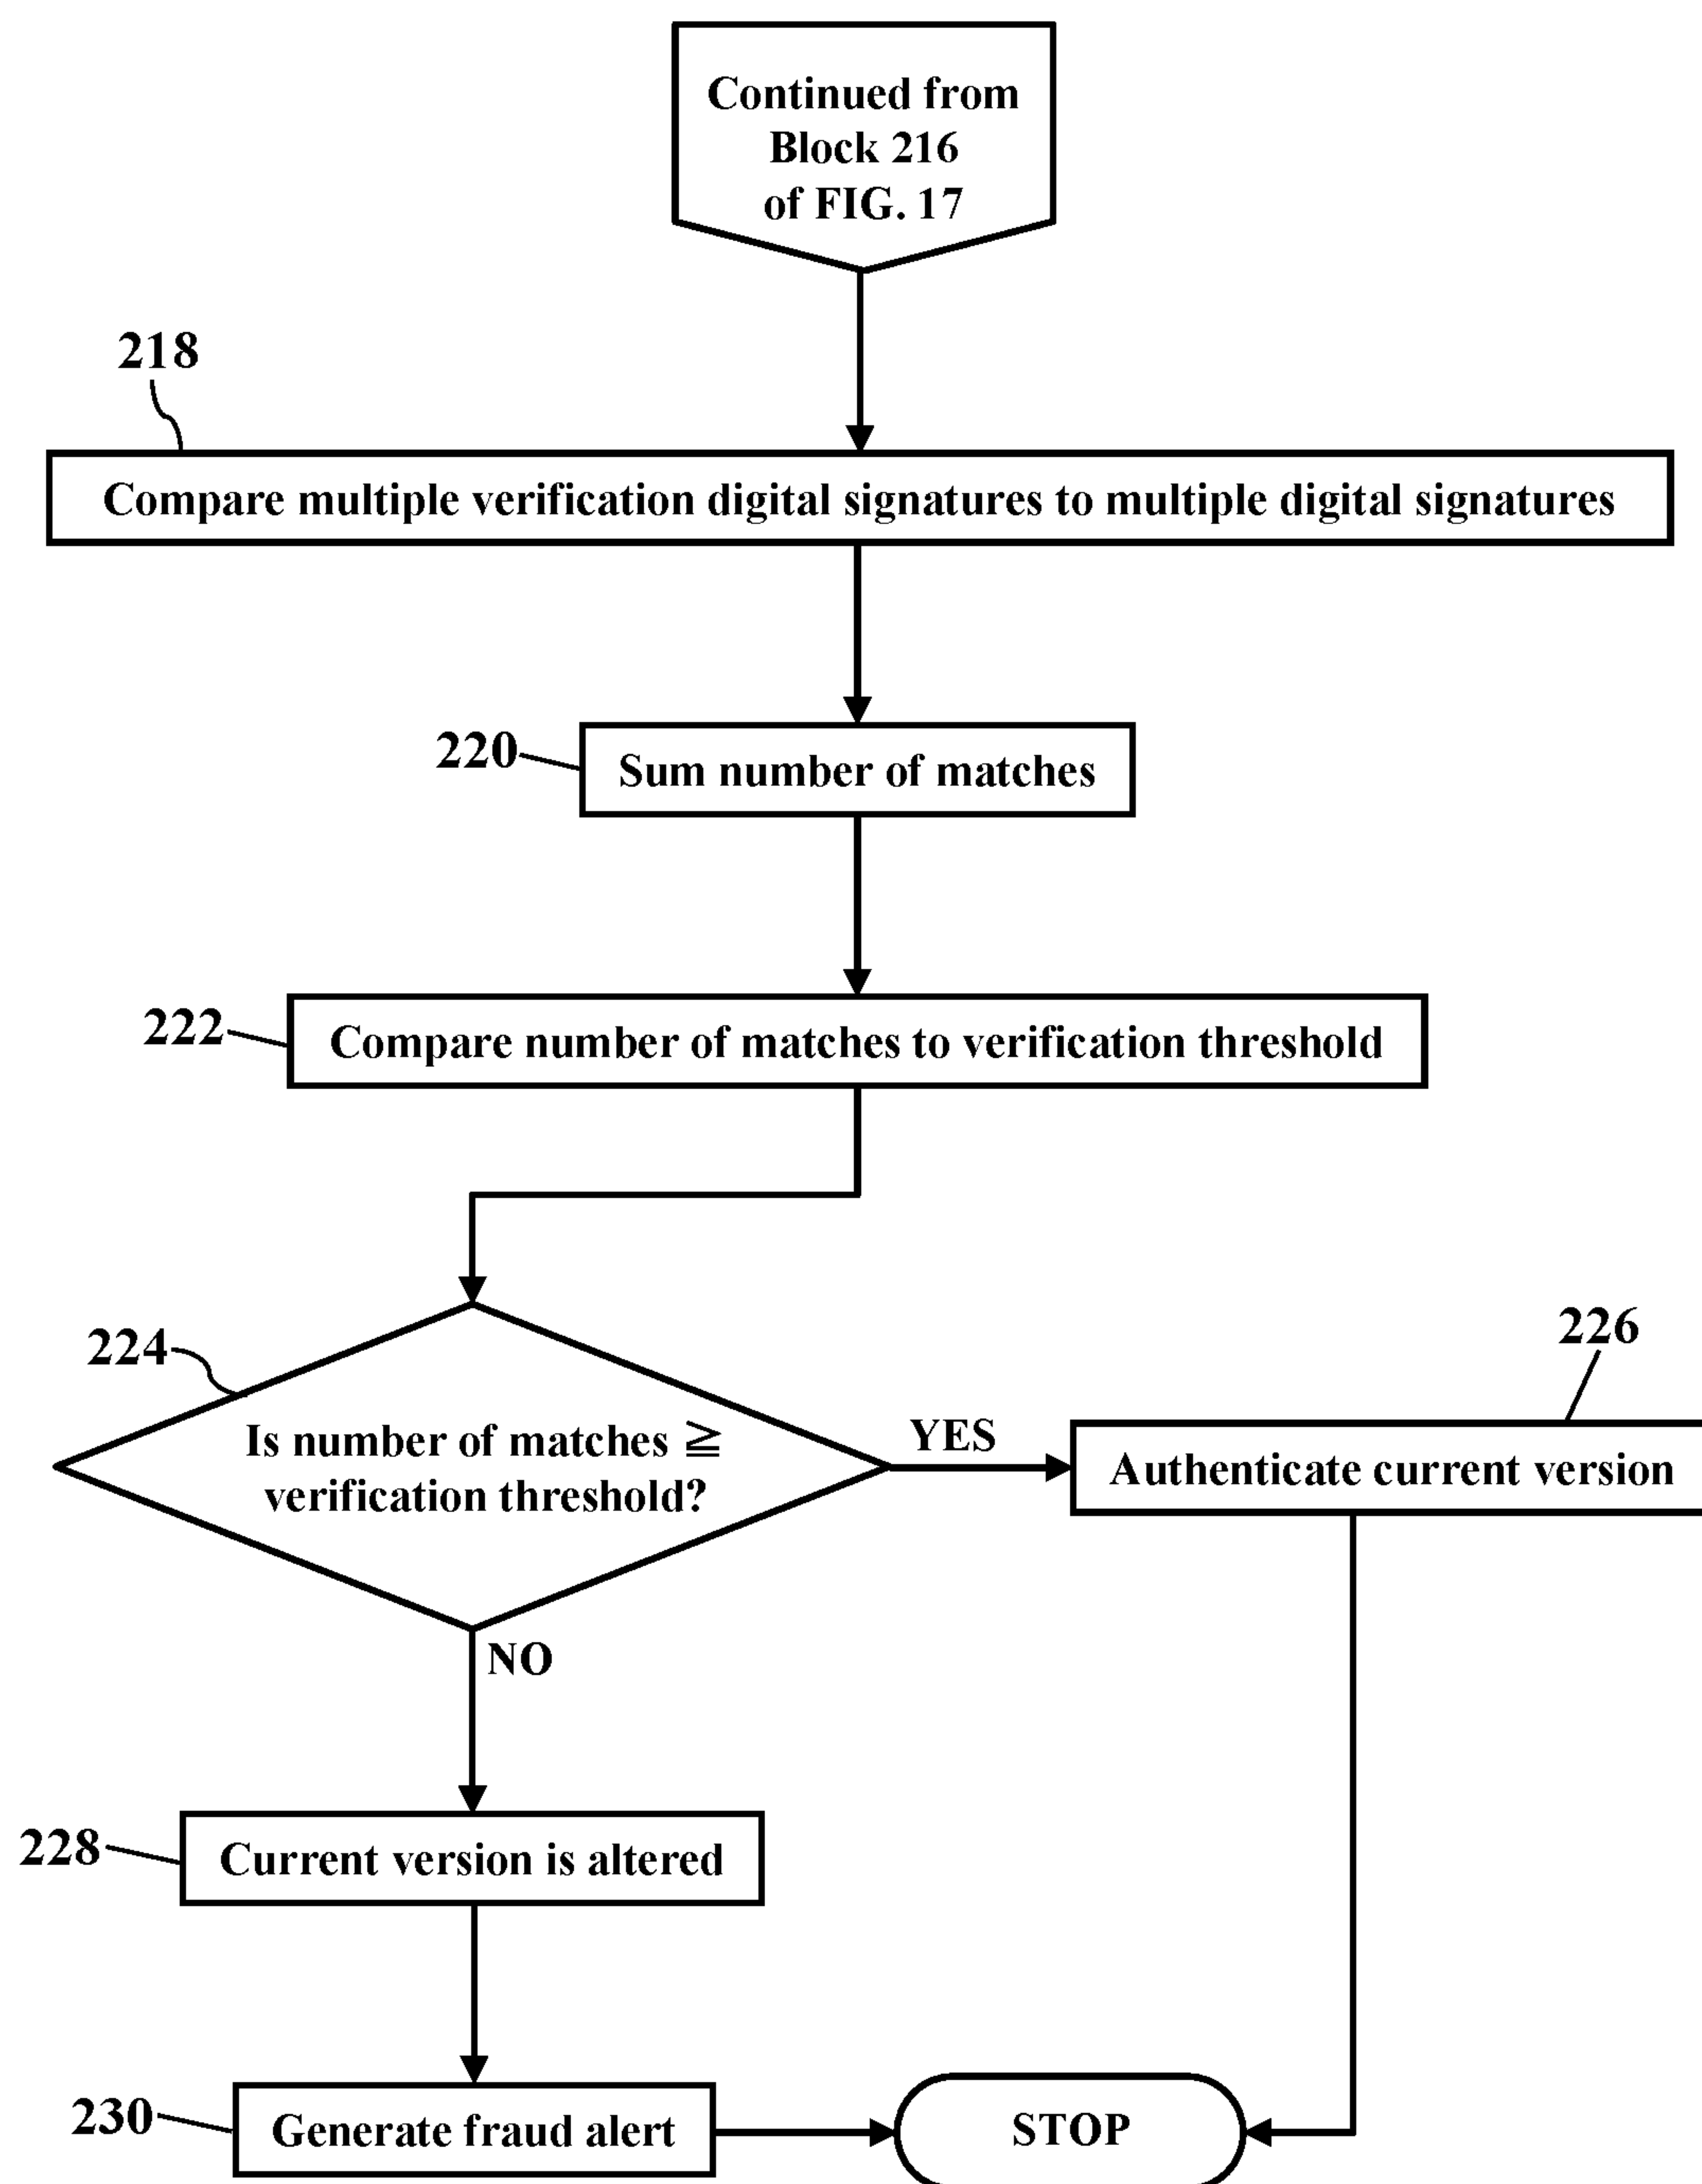 Continued from
Block 216
of FIG. 17
218
Compare multiple verification digital signatures to multiple digital signatures
220
Sum number of matches
222
Compare number of matches to verification threshold
224
Is number of matches ≧
verification threshold?
YES
226
Authenticate current version
NO
228
Current version is altered
230
Generate fraud alert
STOP